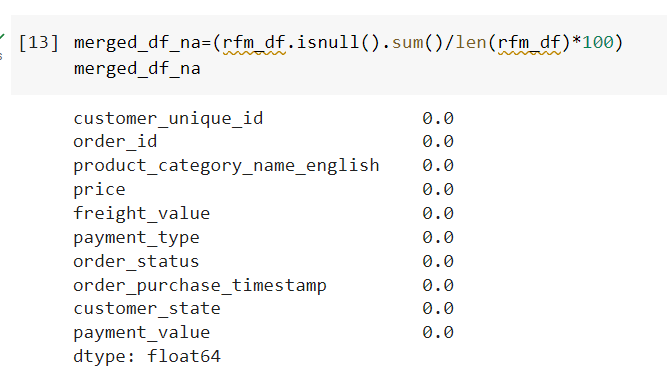 [13] merged_df_na=(rfm_df.isnull().sum()/len(rfm_df)*100)
merged_df_na
customer_unique_id 0.0
order_id 0.0
product_category_name_english 0.0
price 0.0
freight_value 0.0
payment_type 0.0
order_status 0.0
order_purchase_timestamp 0.0
customer_state 0.0
payment_value 0.0
dtype: float64